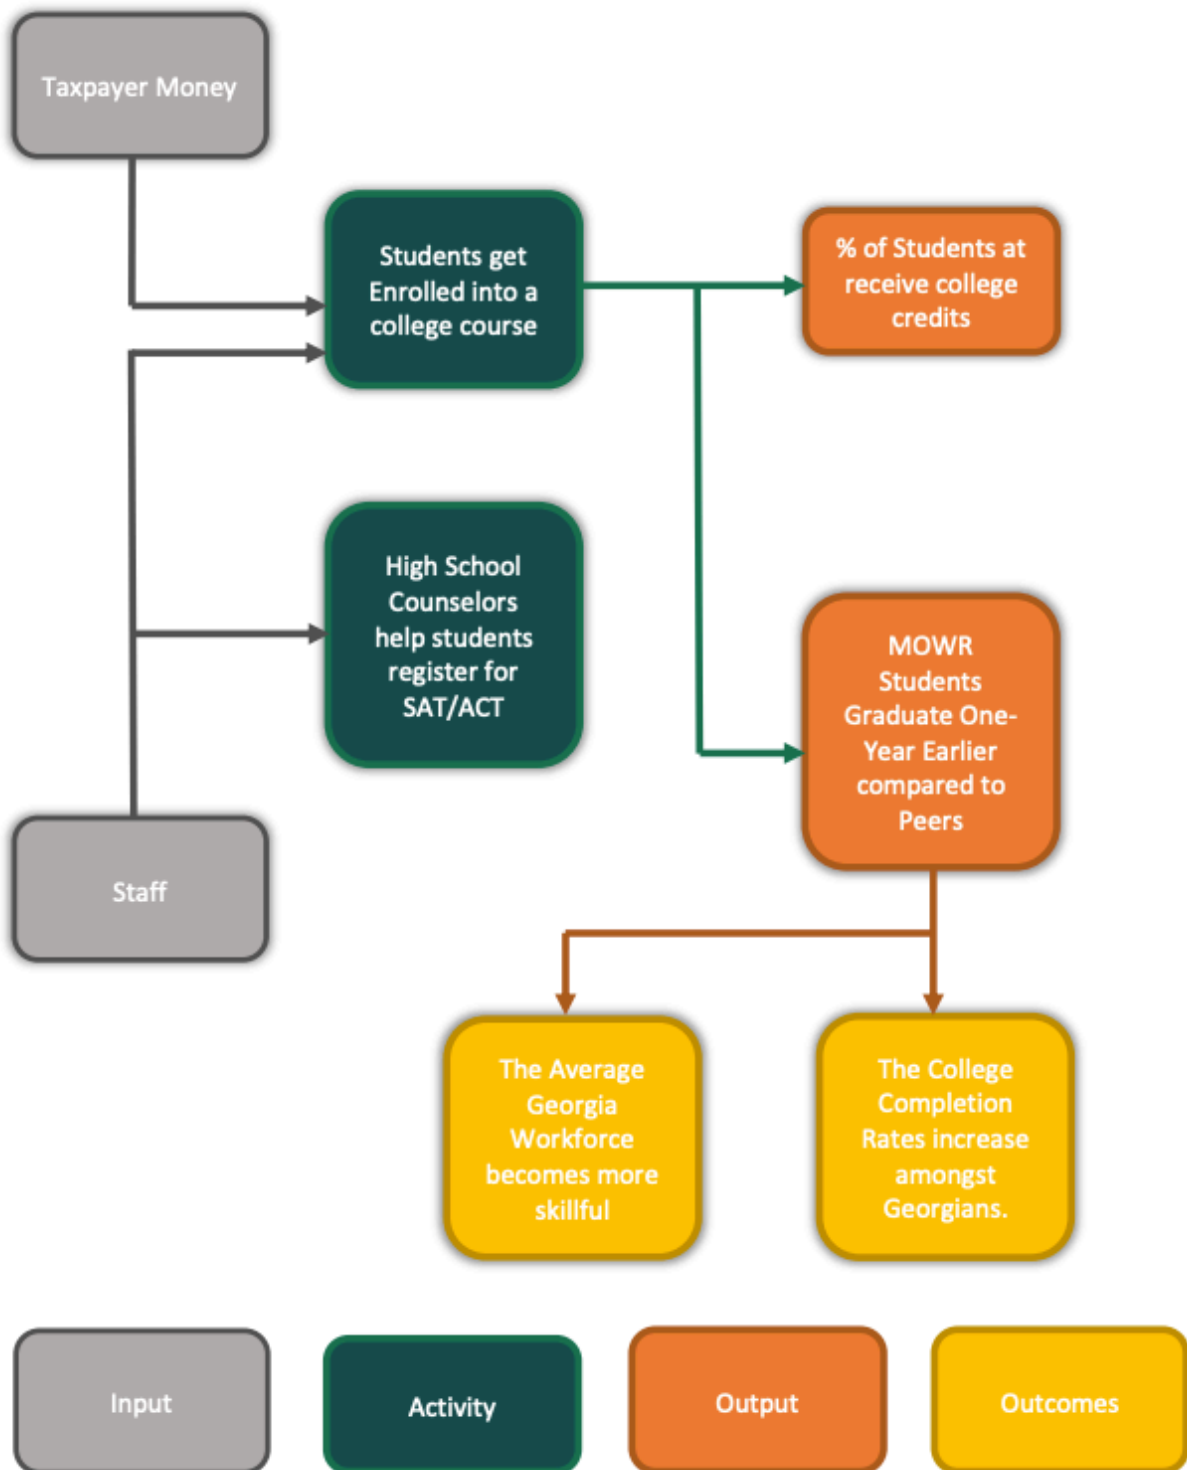 Taxpayer Money
Students get
Enrolled into a
college course
% of Students at
receive college
credits
High School
Counselors
help students
register for
SAT/ACT
MOWR
Students
Graduate One-
Year Earlier
compared to
Peers
Staff
The Average
Georgia
Workforce
becomes more
skillful
The College
Completion
Rates increase
amongst
Georgians.
Input
Activity
Output
Outcomes